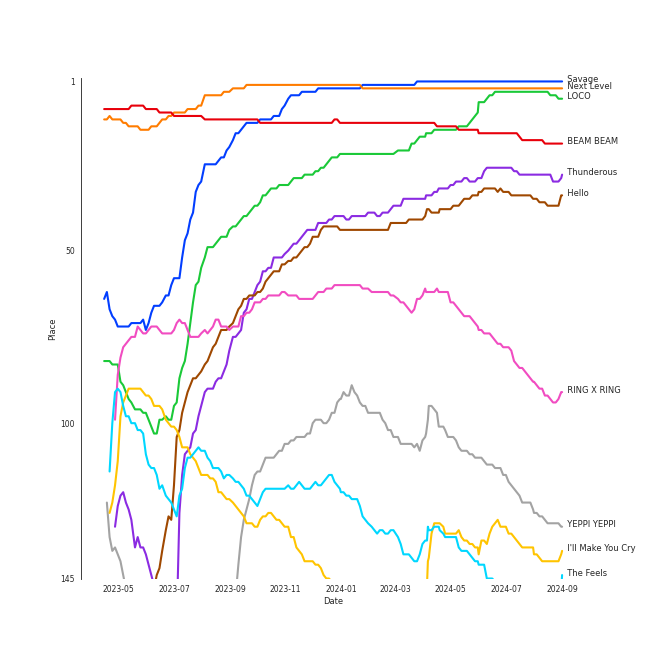 1
Savage
Next Level
LOCO
BEAM BEAM
Thunderous
Hello
50
Place
RING X RING
100
YEPPI YEPPI
I'll Make You Cry
The Feels
145
2023-05 2023-07 2023-09 2023-11 2024-01 2024-03 2024-05 2024-07 2024-09
Date